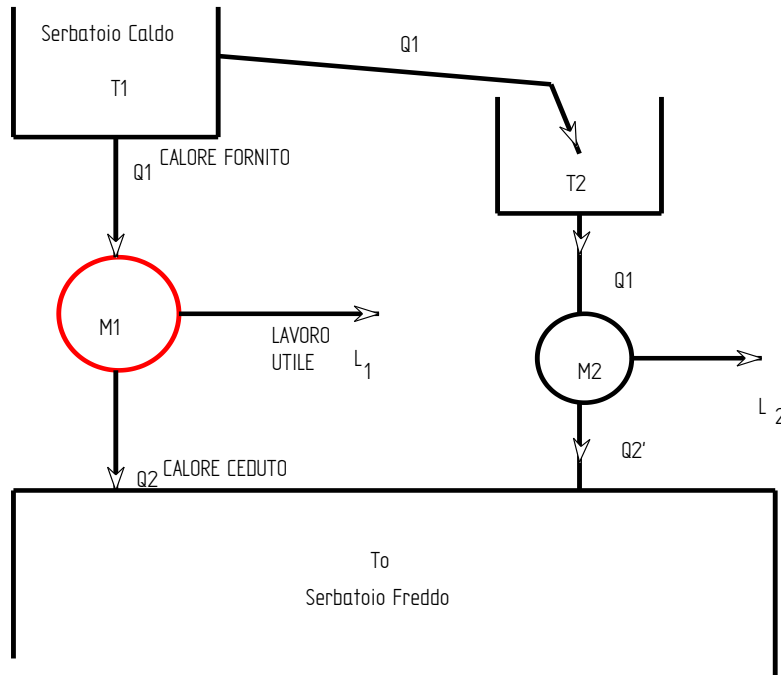 Serbatoio Caldo
T1
Q1
Q1 CALORE FORNITO
T2
Q1
M1
LAVORO
UTILE
L1
M2
L2
Q2'
Q2 CALORE CEDUTO
To
Serbatoio Freddo